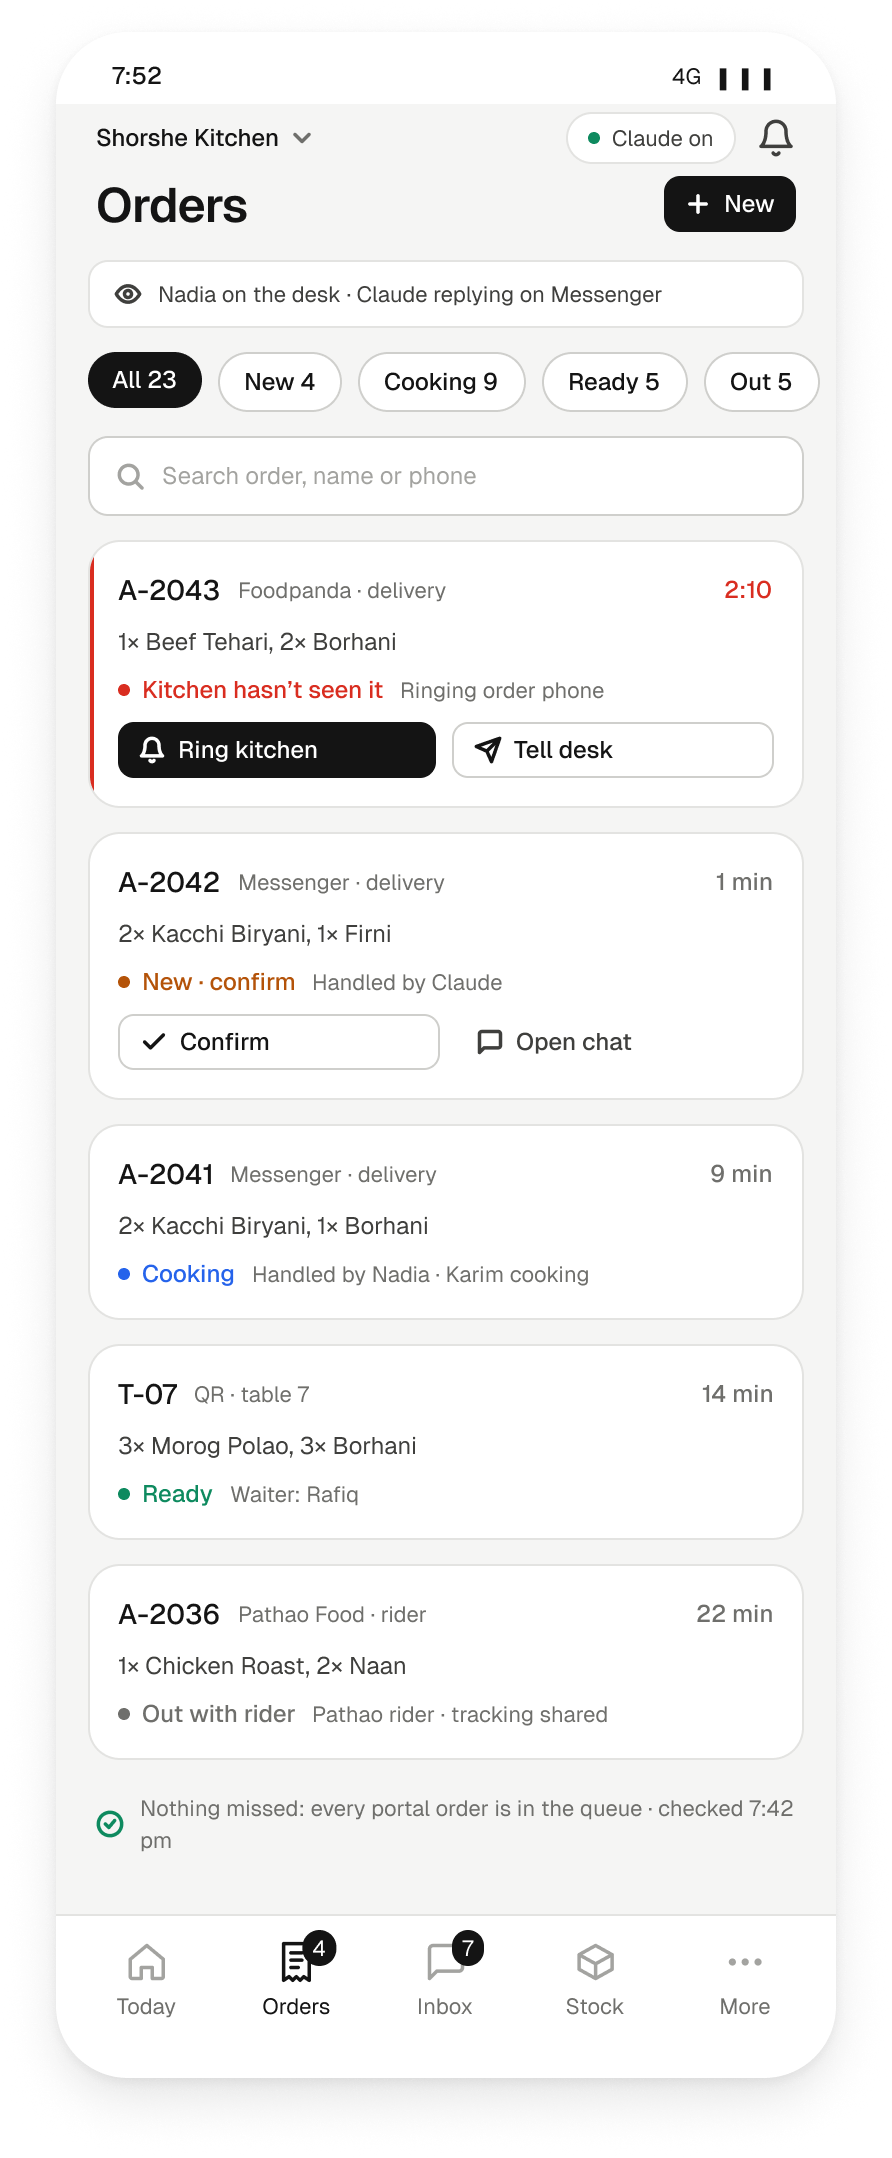 7:52
4G
Shorshe Kitchen
Claude on
Orders
New
Nadia on the desk · Claude replying on Messenger
All 23
New 4
Cooking 9
Ready 5
Out 5
Search order, name or phone
A-2043 Foodpanda · delivery 2:10
1× Beef Tehari, 2× Borhani
Kitchen hasn’t seen it Ringing order phone
Ring kitchen
Tell desk
A-2042 Messenger · delivery 1 min
2× Kacchi Biryani, 1× Firni
New · confirm Handled by Claude
Confirm
Open chat
A-2041 Messenger · delivery 9 min
2× Kacchi Biryani, 1× Borhani
Cooking Handled by Nadia · Karim cooking
T-07 QR · table 7 14 min
3× Morog Polao, 3× Borhani
Ready Waiter: Rafiq
A-2036 Pathao Food · rider 22 min
1× Chicken Roast, 2× Naan
Out with rider Pathao rider · tracking shared
Nothing missed: every portal order is in the queue · checked 7:42
pm
4
7
Today
Orders
Inbox
Stock
More